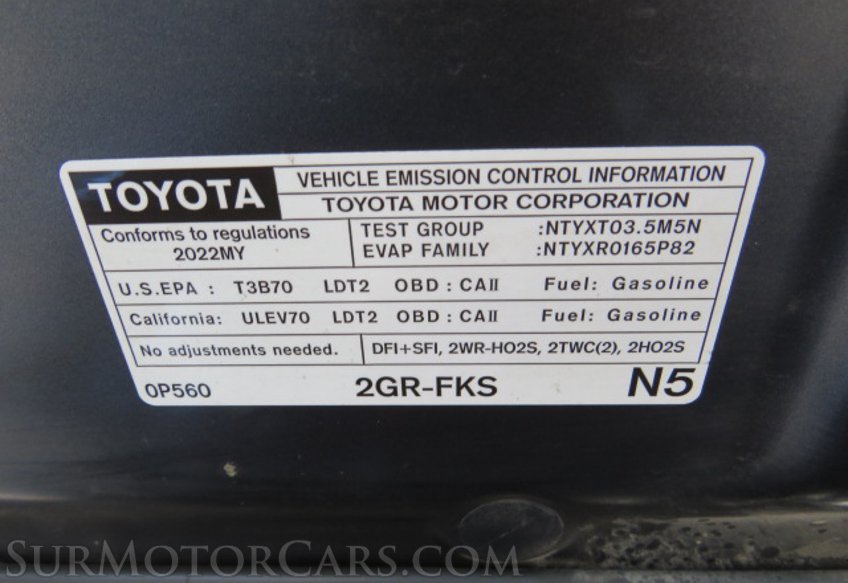 TOYOTA
VEHICLE EMISSION CONTROL INFORMATION
TOYOTA MOTOR CORPORATION
Conforms to regulations
2022MY
TEST GROUP :NTYXT03.5M5N
EVAP FAMILY :NTYXR0165P82
U.S.EPA : T3B70 LDT2 OBD : CAII Fuel: Gasoline
California: ULEV70 LDT2 OBD : CAII Fuel: Gasoline
No adjustments needed. DFI+SFI, 2WR-HO2S, 2TWC(2), 2HO2S
0P560 2GR-FKS N5
SurMotorCars.com